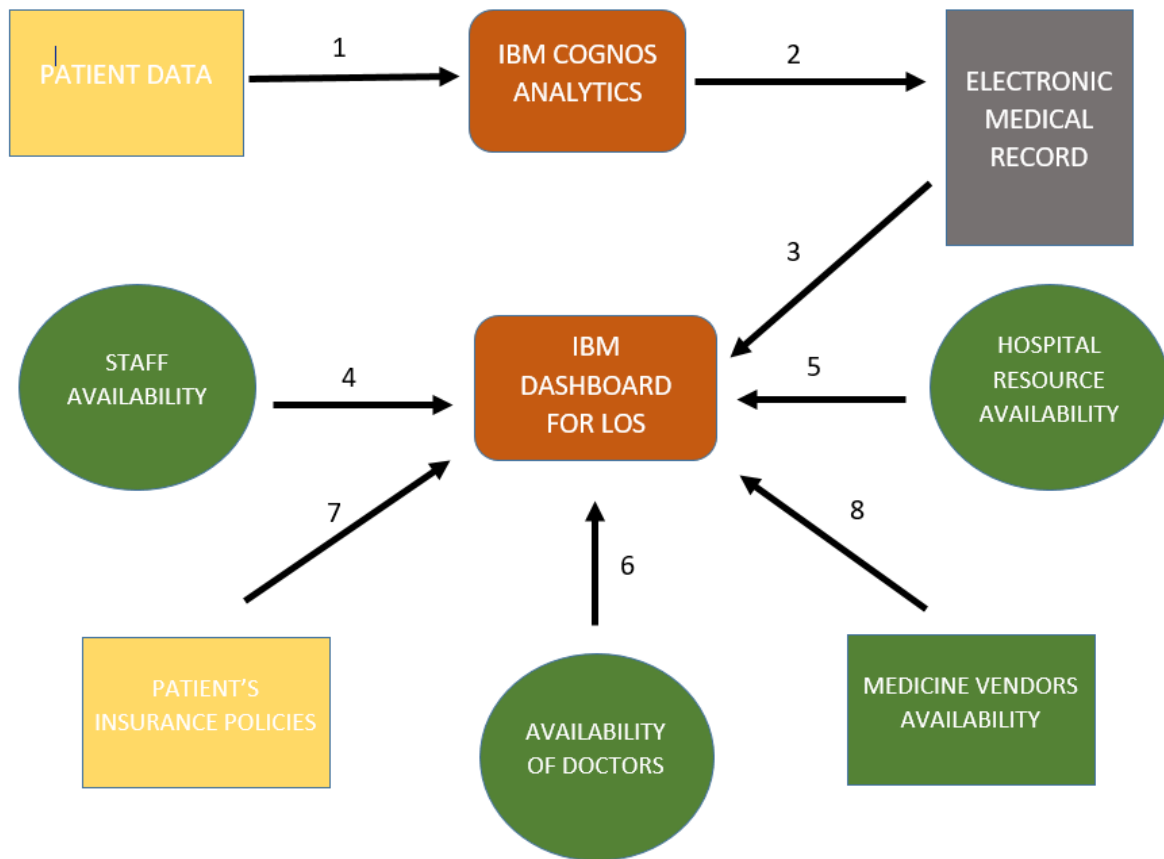 PATIENT DATA
1
IBM COGNOS
ANALYTICS
2
ELECTRONIC
MEDICAL
RECORD
3
STAFF
AVAILABILITY
4
IBM
DASHBOARD
FOR LOS
5
HOSPITAL
RESOURCE
AVAILABILITY
7
6
8
PATIENT’S
INSURANCE POLICIES
AVAILABILITY
OF DOCTORS
MEDICINE VENDORS
AVAILABILITY